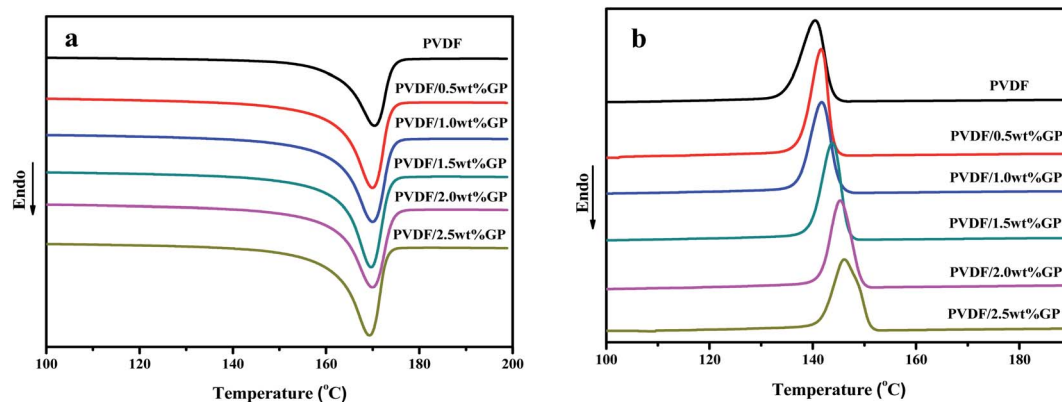 a
PVDF
PVDF/0.5wt%GP
PVDF/1.0wt%GP
PVDF/1.5wt%GP
PVDF/2.0wt%GP
PVDF/2.5wt%GP
Endo
100 120 140 160 180 200
Temperature (°C)
b
PVDF
PVDF/0.5wt%GP
PVDF/1.0wt%GP
PVDF/1.5wt%GP
PVDF/2.0wt%GP
PVDF/2.5wt%GP
Endo
100 120 140 160 180
Temperature (°C)